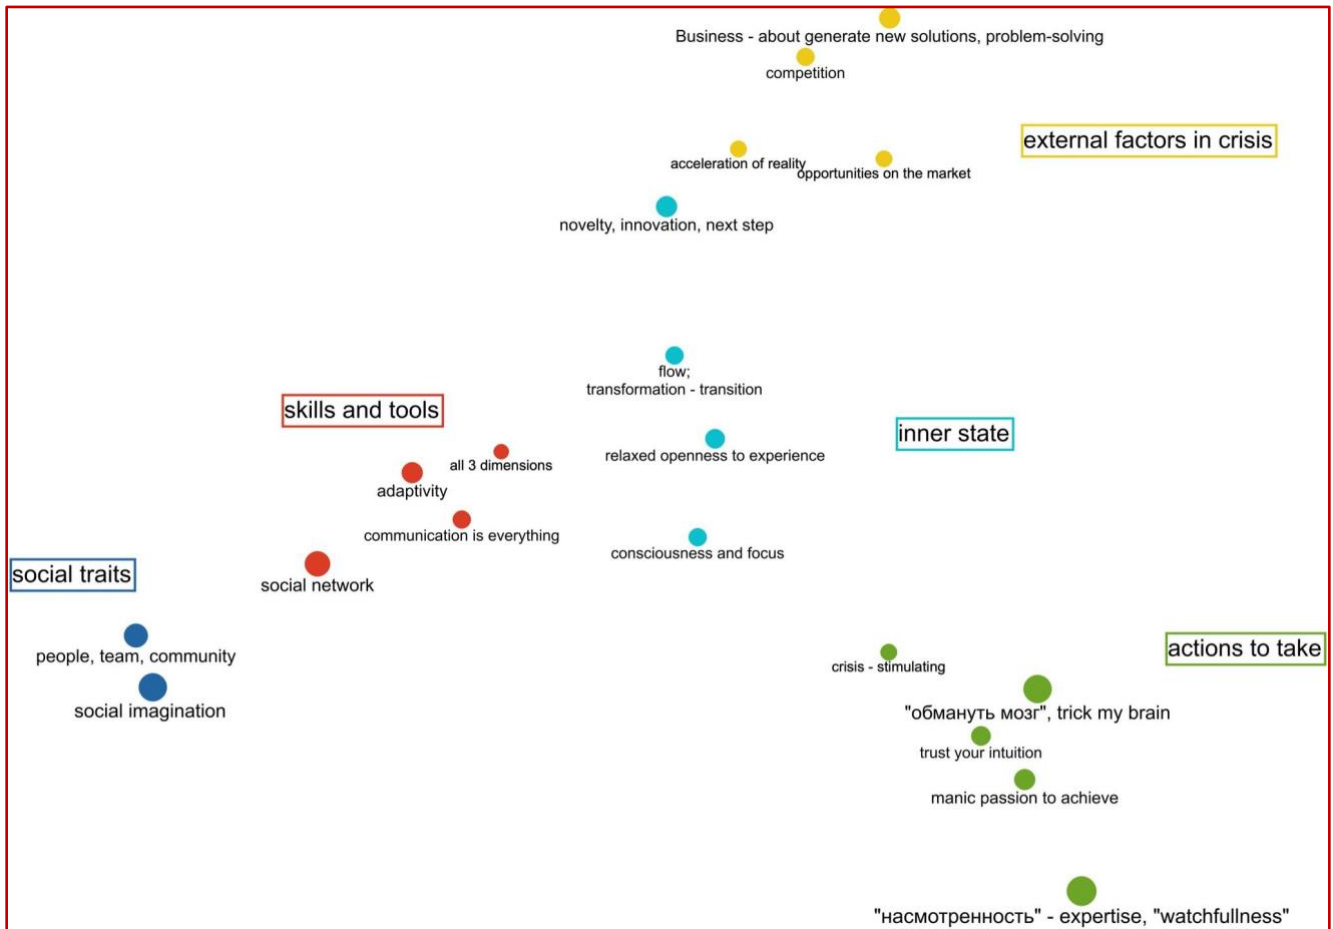 Business - about generate new solutions, problem-solving
competition
external factors in crisis
acceleration of reality
opportunities on the market
novelty, innovation, next step
flow;
transformation - transition
skills and tools
inner state
relaxed openness to experience
all 3 dimensions
adaptivity
communication is everything
consciousness and focus
social traits
social network
people, team, community
actions to take
crisis - stimulating
social imagination
"обмануть мозг", trick my brain
trust your intuition
manic passion to achieve
"насмотренность" - expertise, "watchfullness"